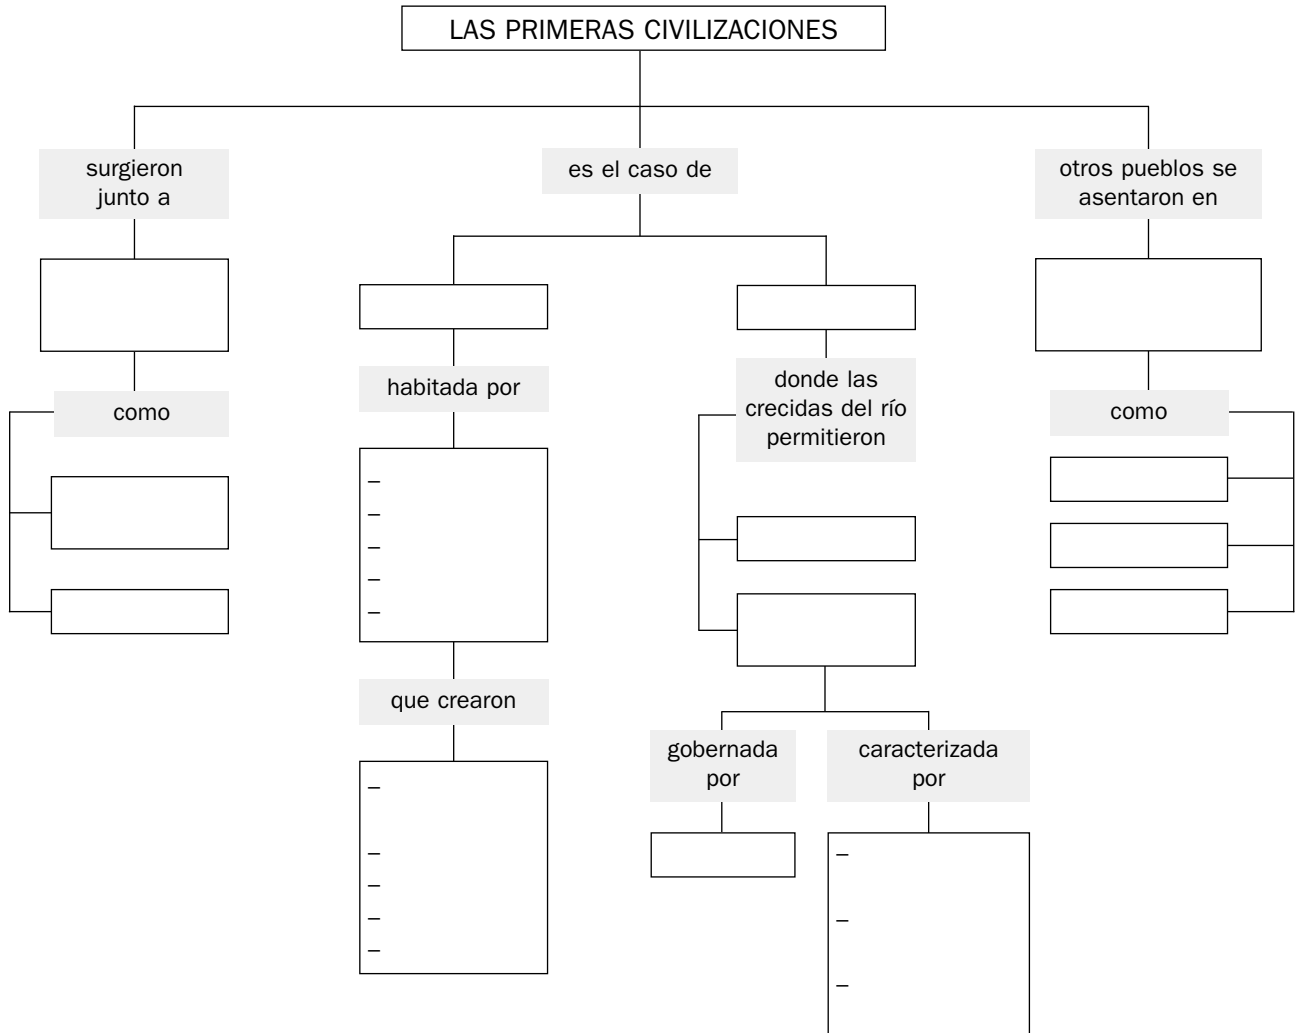 LAS PRIMERAS CIVILIZACIONES
surgieron
junto a
es el caso de
otros pueblos se
asentaron en
como
habitada por
donde las
crecidas del río
permitieron
como
–
–
–
–
–
que crearon
–
–
–
–
–
gobernada
por
caracterizada
por
–
–
–